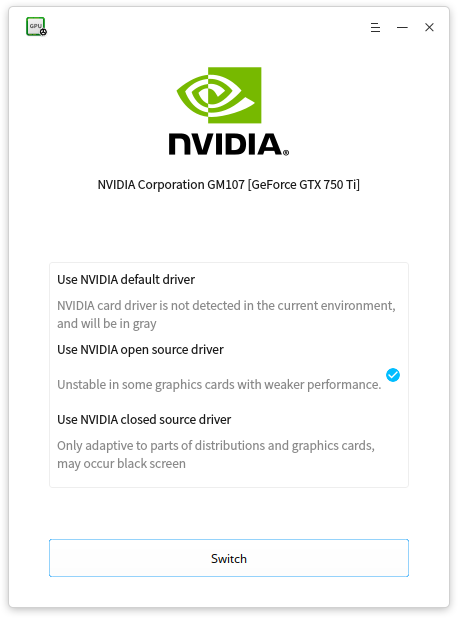 GPU
NVIDIA
NVIDIA Corporation GM107 [GeForce GTX 750 Ti]
Use NVIDIA default driver
NVIDIA card driver is not detected in the current environment,
and will be in gray
Use NVIDIA open source driver
Unstable in some graphics cards with weaker performance.
Use NVIDIA closed source driver
Only adaptive to parts of distributions and graphics cards,
may occur black screen
Switch